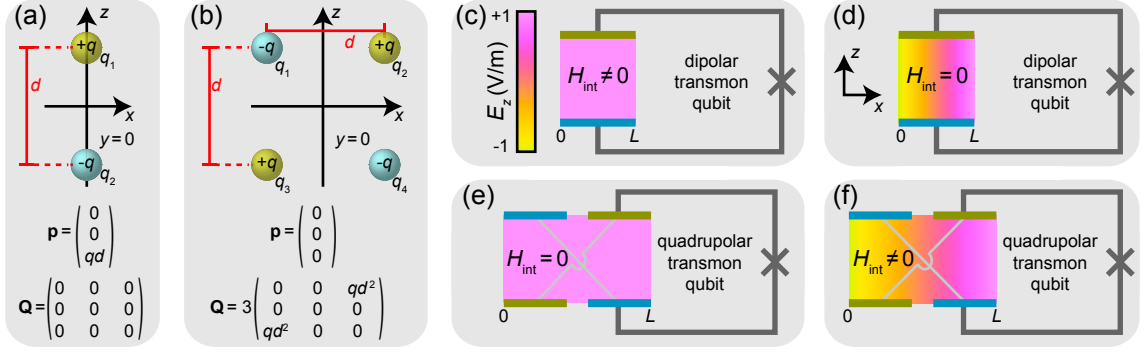 (a)
z
+q
q1
d
x
y=0
-q
q2
p = ( 0 0 qd )
Q = ( 0 0 0
0 0 0
0 0 0 )
(b)
z
d
-q
q1
+q
q2
d
x
y=0
+q
q3
-q
q4
p = ( 0 0 0 )
Q = 3 ( 0 0 qd²
0 0 0
qd² 0 0 )
(c)
+1
Ez (V/m)
-1
Hint ≠ 0
0
L
dipolar
transmon
qubit
(d)
z
x
Hint = 0
0
L
dipolar
transmon
qubit
(e)
Hint = 0
0
L
quadrupolar
transmon
qubit
(f)
Hint ≠ 0
0
L
quadrupolar
transmon
qubit